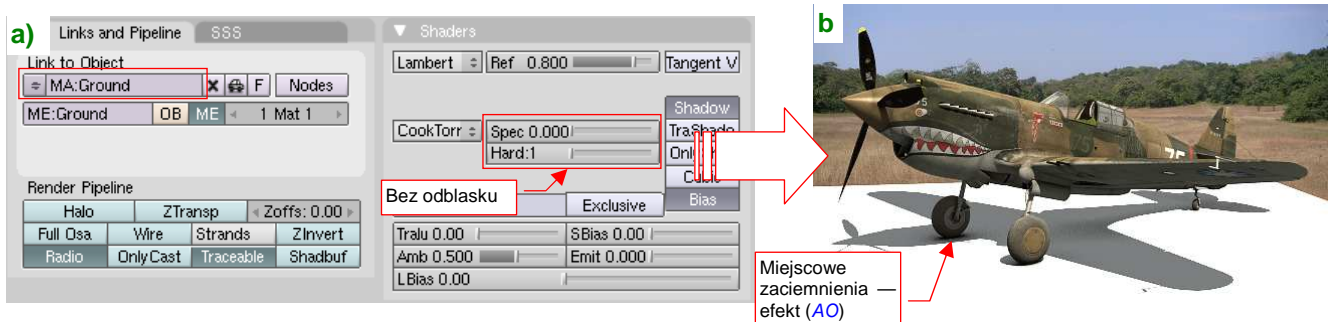 a)
Links and Pipeline SSS
Link to Object
MA:Ground F Nodes
ME:Ground OB ME 1 Mat 1
Render Pipeline
Halo ZTransp Zoffs: 0.00
Full Osa Wire Strands ZInvert
Radio OnlyCast Traceable Shadbuf
Shaders
Lambert Ref 0.800 Tangent V
Shadow
CookTorr Spec 0.000 TraShado
Hard:1
Cubic
Bez odblasku
Exclusive Bias
Tralu 0.00 SBias 0.00
Amb 0.500 Emit 0.000
LBias 0.00
b
75
Miejscowe
zaciemnienia —
efekt (AO)